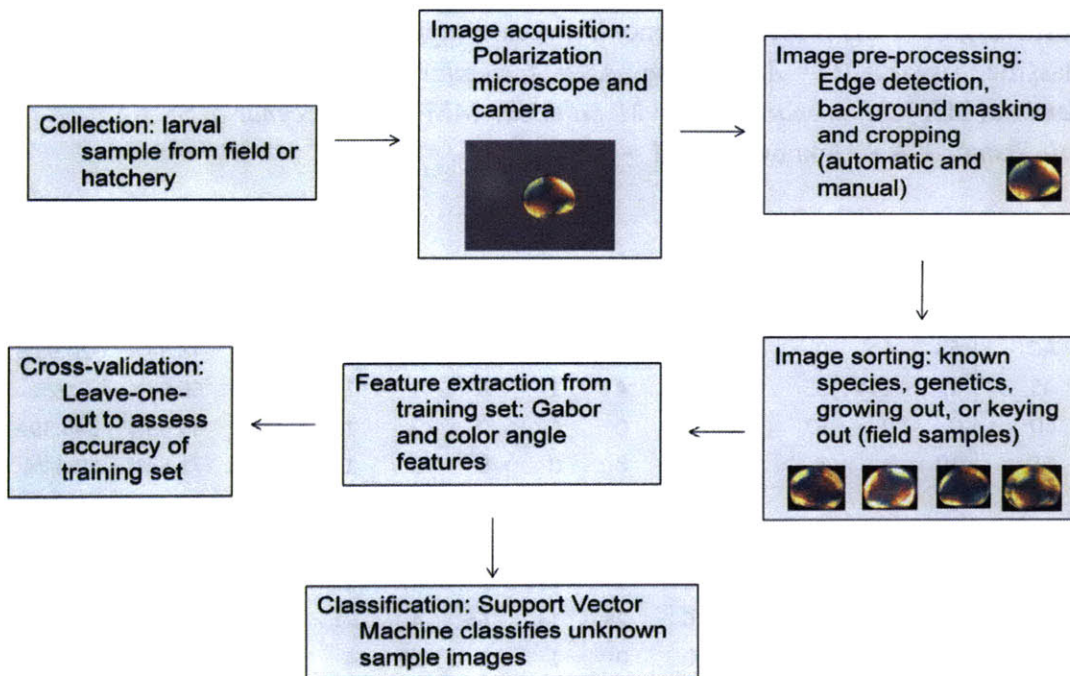 Collection: larval
sample from field or
hatchery
Image acquisition:
Polarization
microscope and
camera
Image pre-processing:
Edge detection,
background masking
and cropping
(automatic and
manual)
Image sorting: known
species, genetics,
growing out, or keying
out (field samples)
Feature extraction from
training set: Gabor
and color angle
features
Cross-validation:
Leave-one-
out to assess
accuracy of
training set
Classification: Support Vector
Machine classifies unknown
sample images